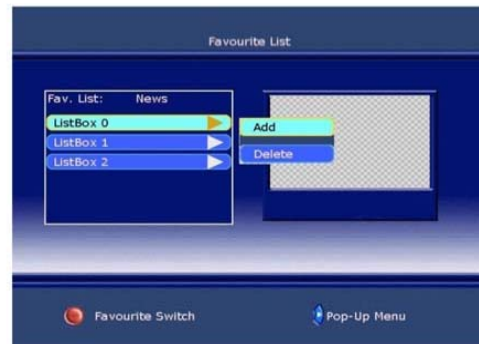 Favourite List
Fav. List: News
ListBox 0
Add
ListBox 1
Delete
ListBox 2
Favourite Switch
Pop-Up Menu